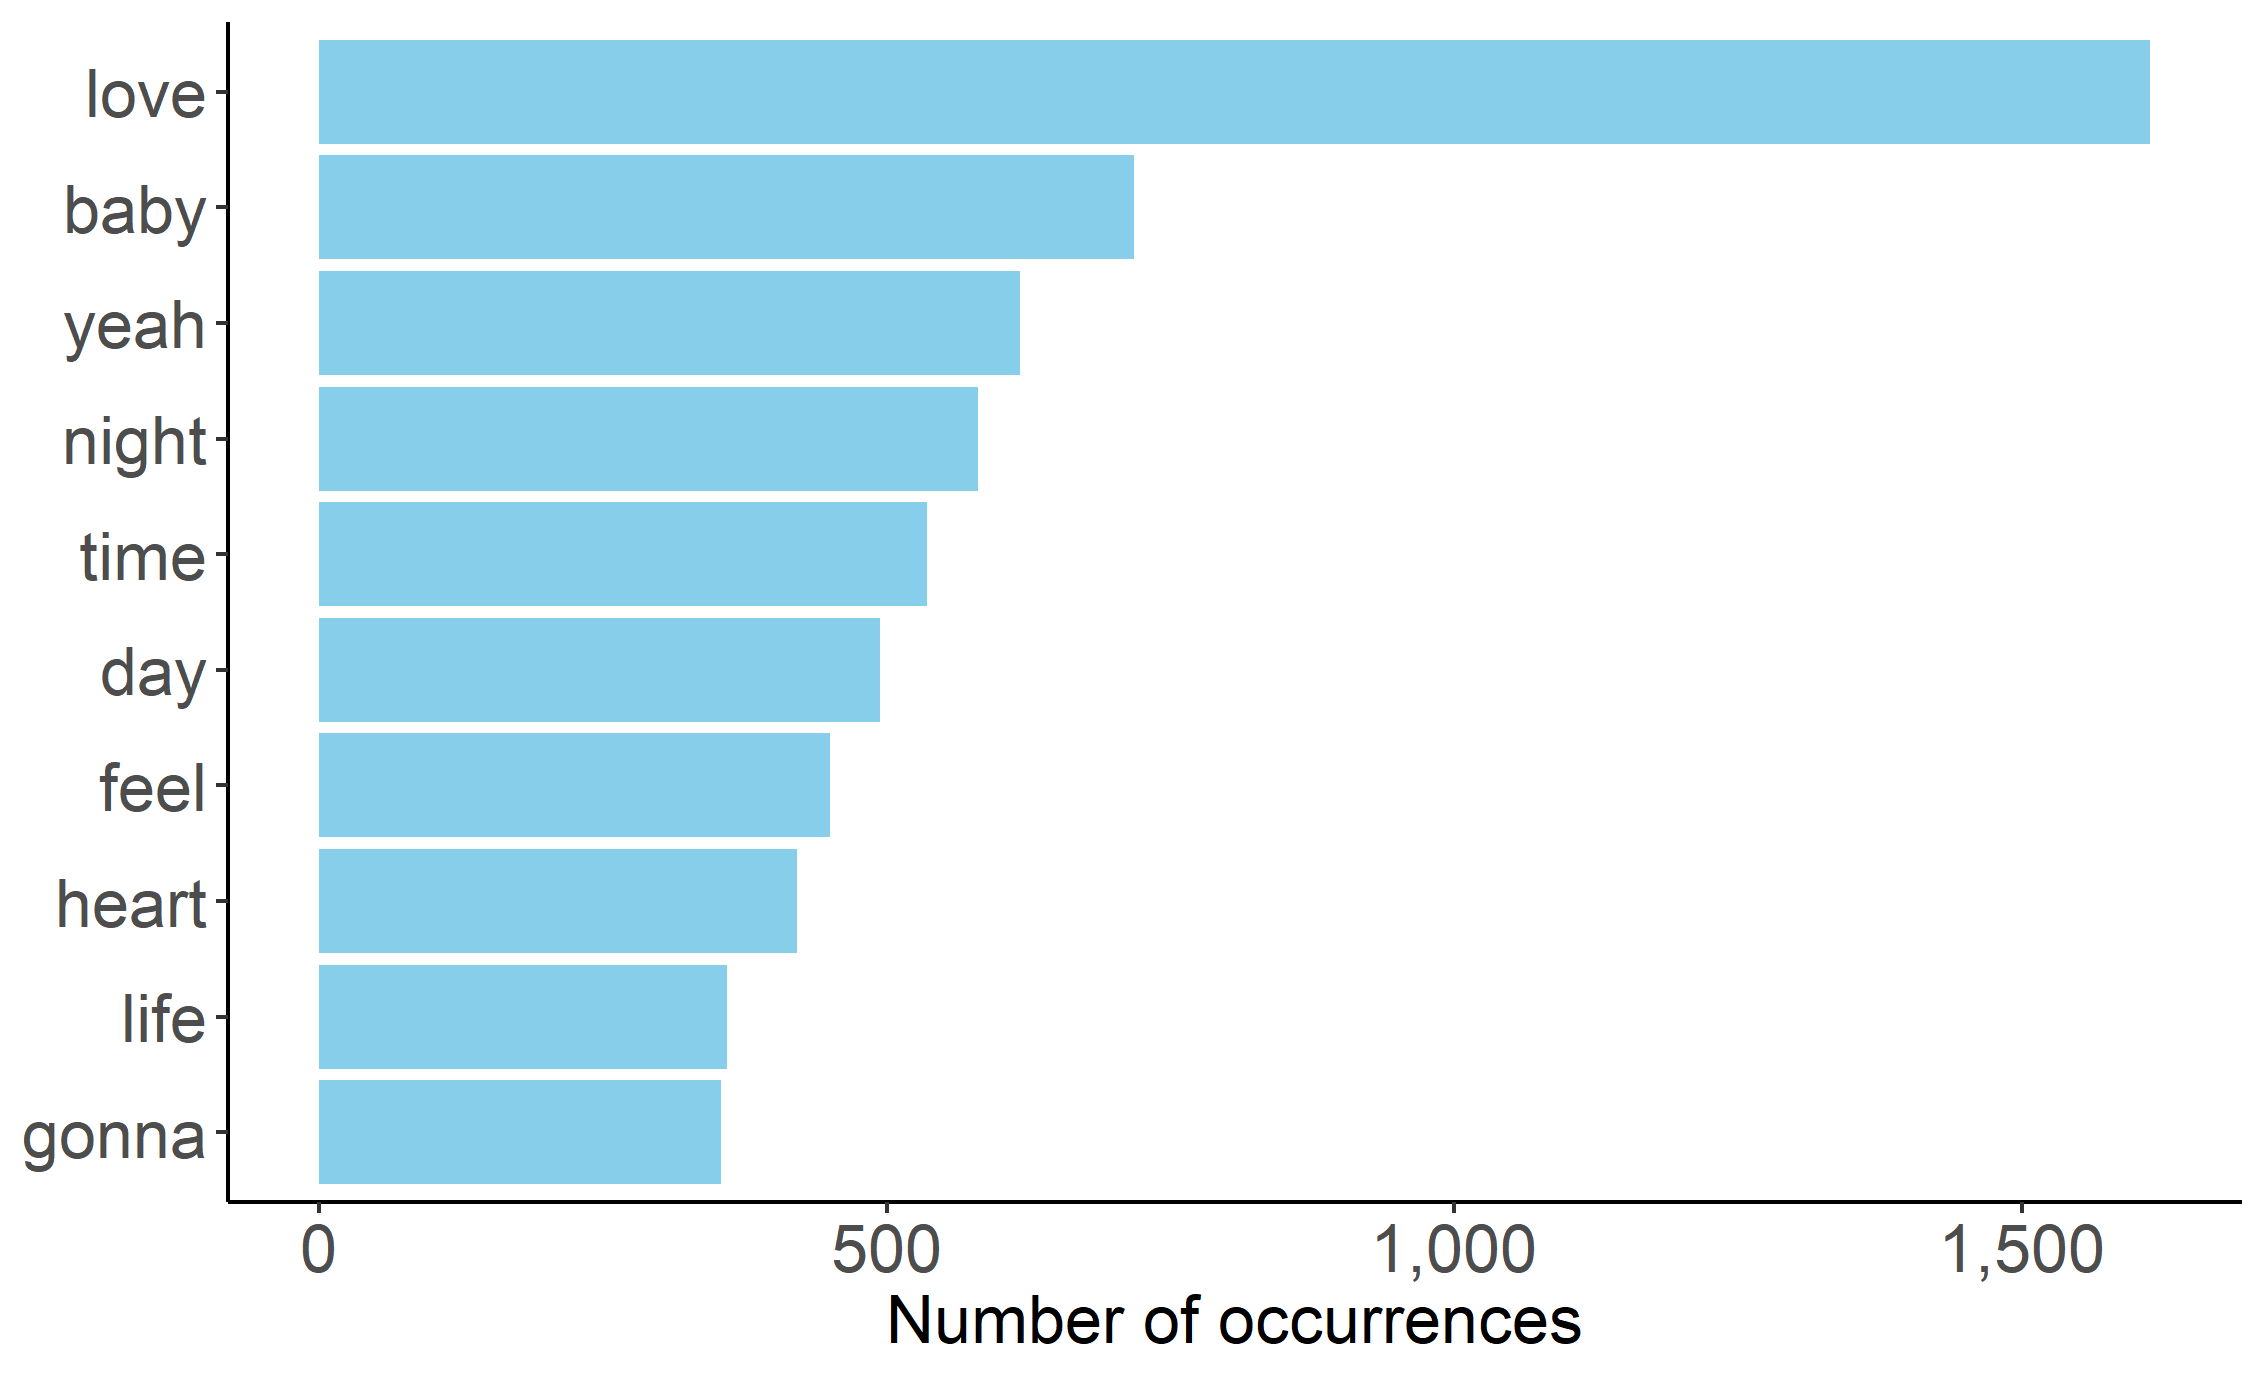 love
baby
yeah
night
time
day
feel
heart
life
gonna
0 500 1,000 1,500
Number of occurrences